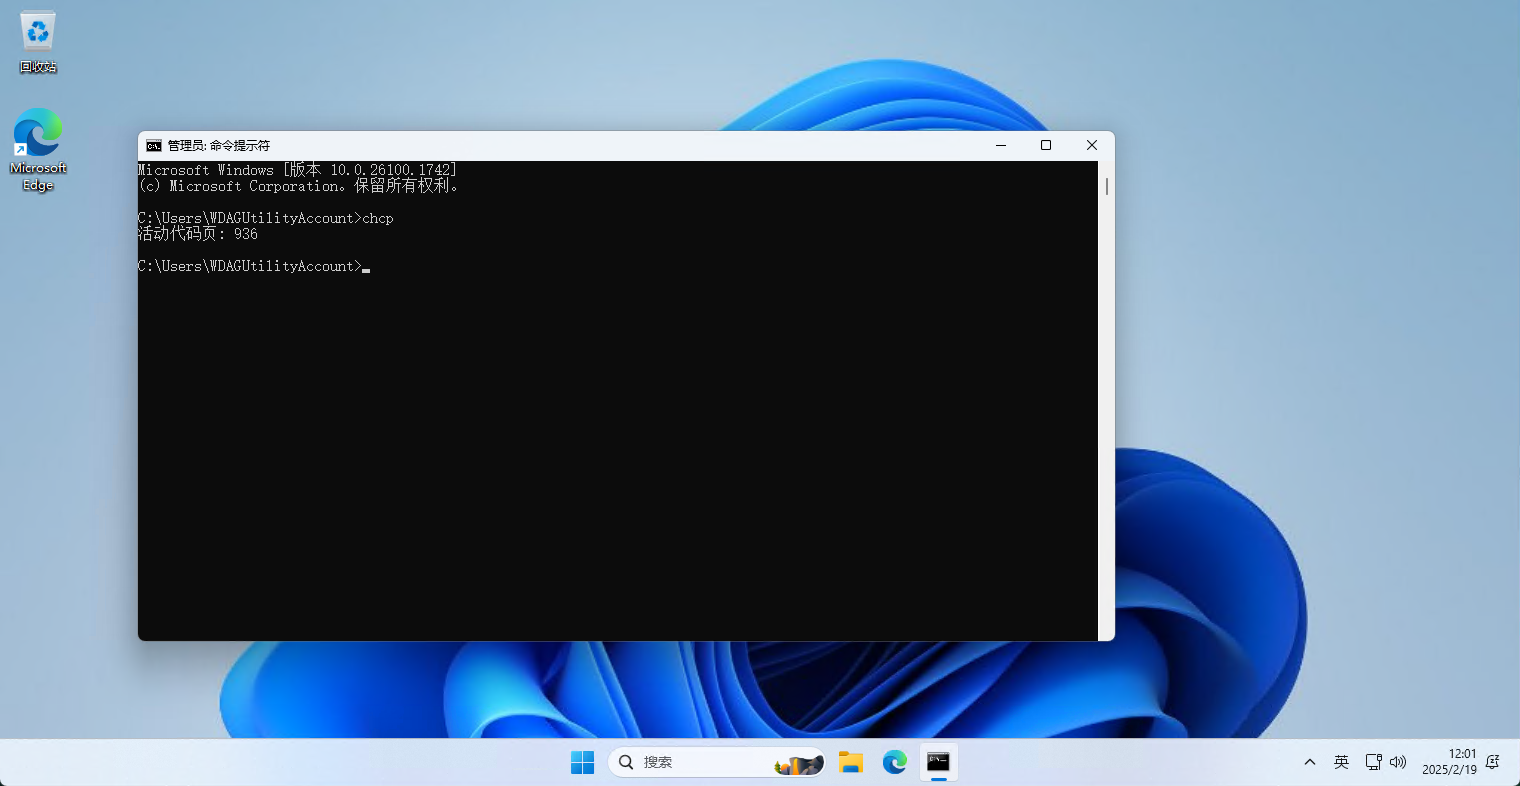 回收站
Microsoft
Edge
管理员: 命令提示符
Microsoft Windows [版本 10.0.26100.1742]
(c) Microsoft Corporation。保留所有权利。
C:\Users\WDAGUtilityAccount>chcp
活动代码页: 936
C:\Users\WDAGUtilityAccount>
搜索
英
12:01
2025/2/19